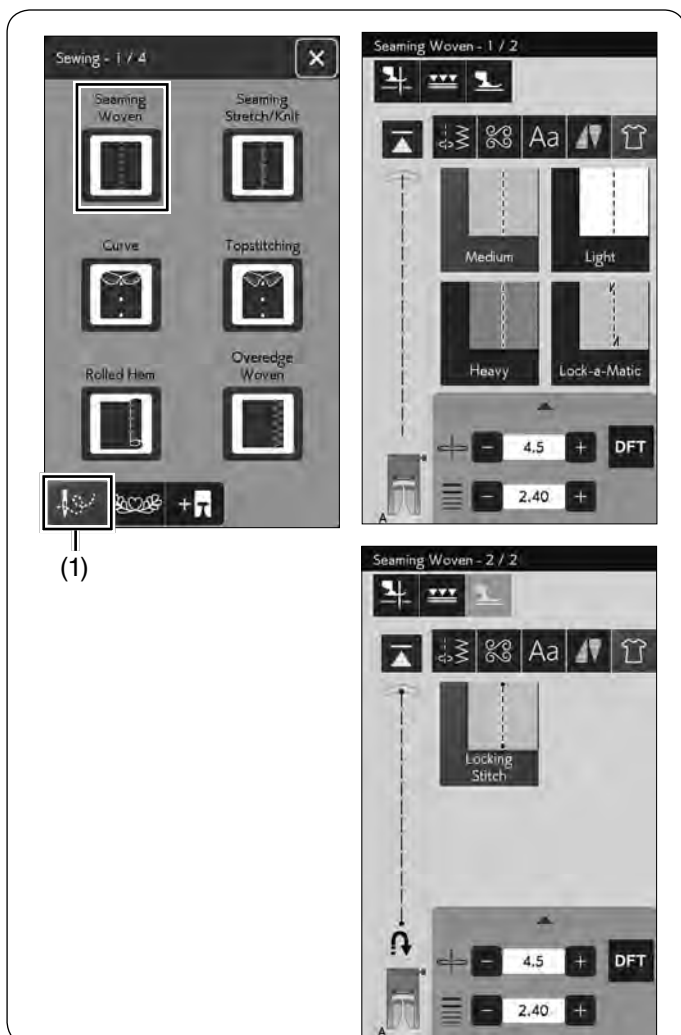 Sewing - 1 / 4
Seaming
Woven
Seaming
Stretch/Knit
Curve
Topstitching
Rolled Hem
Overedge
Woven
(1)
Seaming Woven - 1 / 2
Aa
Medium
Light
Heavy
Lock-a-Matic
4.5
DFT
2.40
A
Seaming Woven - 2 / 2
Aa
Locking
Stitch
4.5
DFT
2.40
A